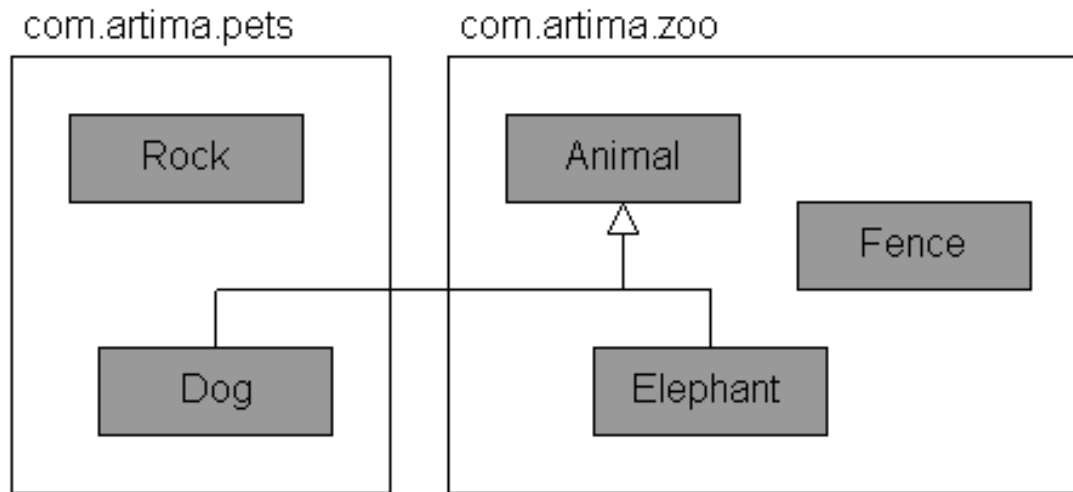 com.artima.pets
com.artima.zoo
Rock
Animal
Fence
Dog
Elephant